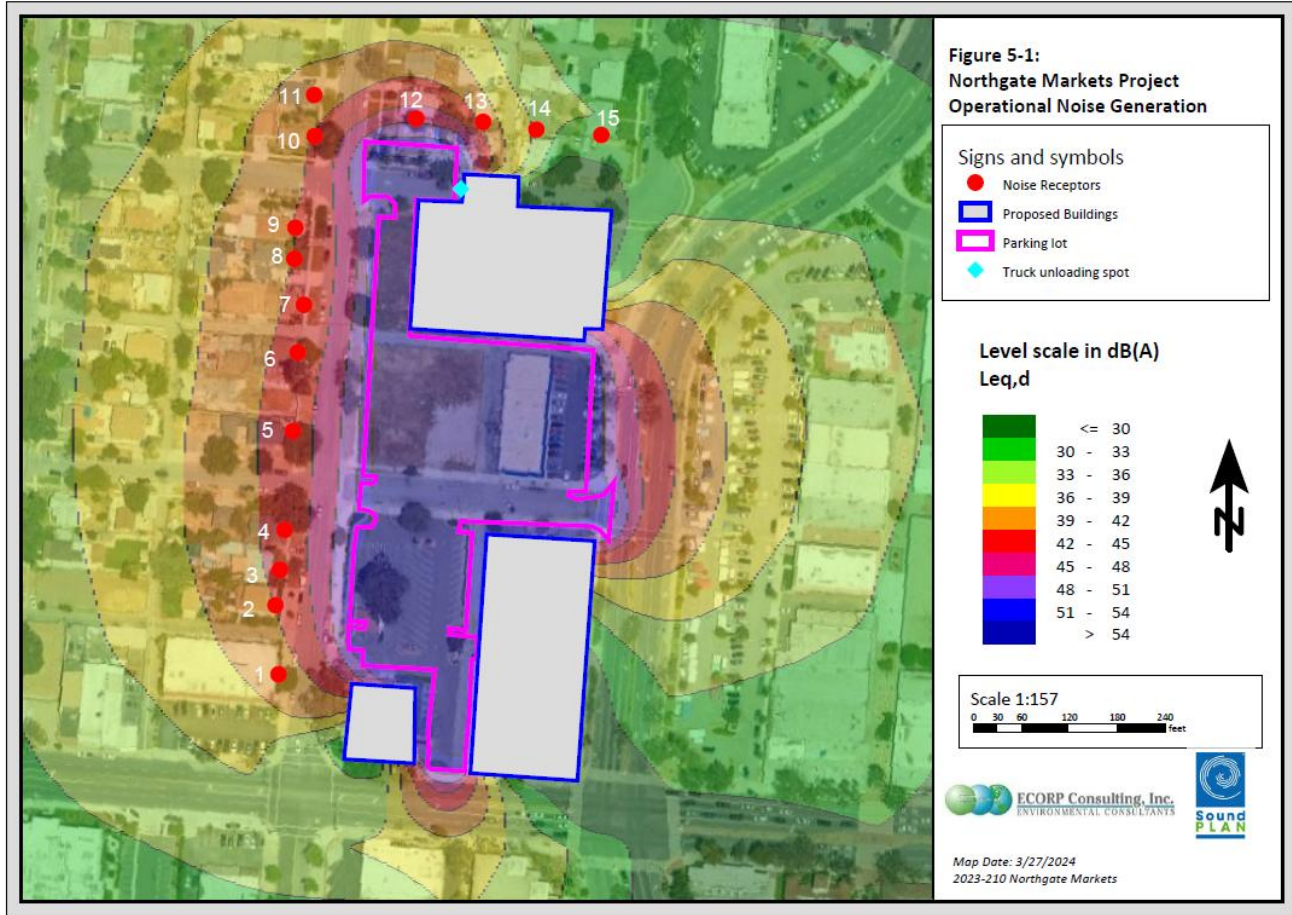 Figure 5-1:
Northgate Markets Project
Operational Noise Generation
Signs and symbols
Noise Receptors
Proposed Buildings
Parking lot
Truck unloading spot
Level scale in dB(A)
Leq,d
<= 30
30 - 33
33 - 36
36 - 39
39 - 42
42 - 45
45 - 48
48 - 51
51 - 54
> 54
N
Scale 1:157
0 30 60 120 180 240
feet
ECORP Consulting, Inc.
ENVIRONMENTAL CONSULTANTS
Sound
PLAN
Map Date: 3/27/2024
2023-210 Northgate Markets
11
12
13
14
15
10
9
8
7
6
5
4
3
2
1